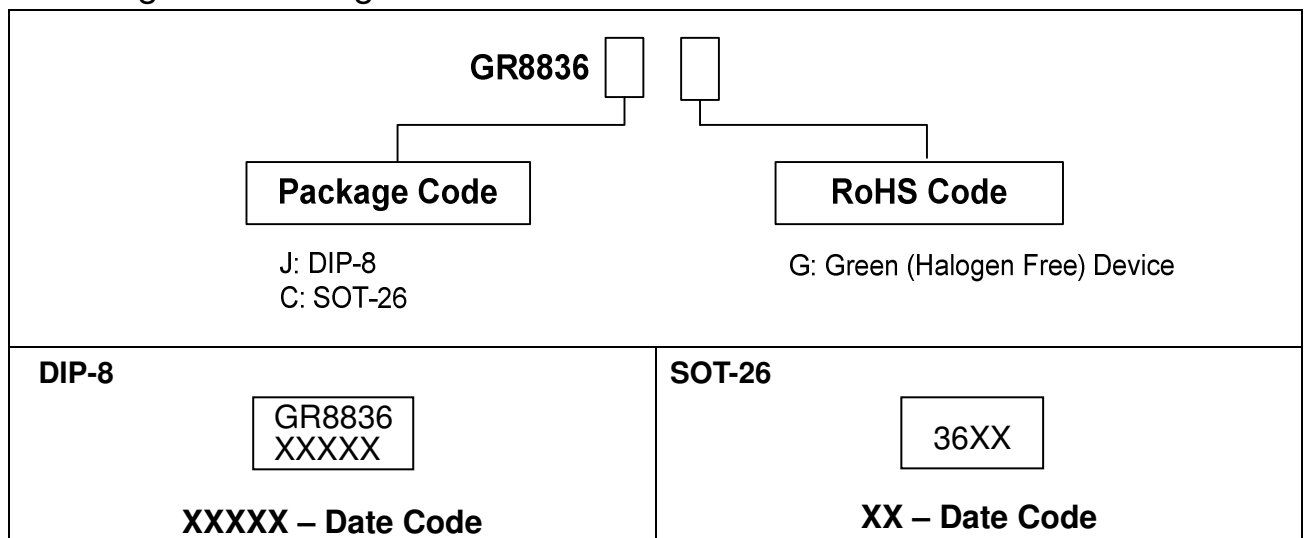 GR8836
Package Code
RoHS Code
J: DIP-8
C: SOT-26
G: Green (Halogen Free) Device
DIP-8
GR8836
XXXXX
XXXXX – Date Code
SOT-26
36XX
XX – Date Code